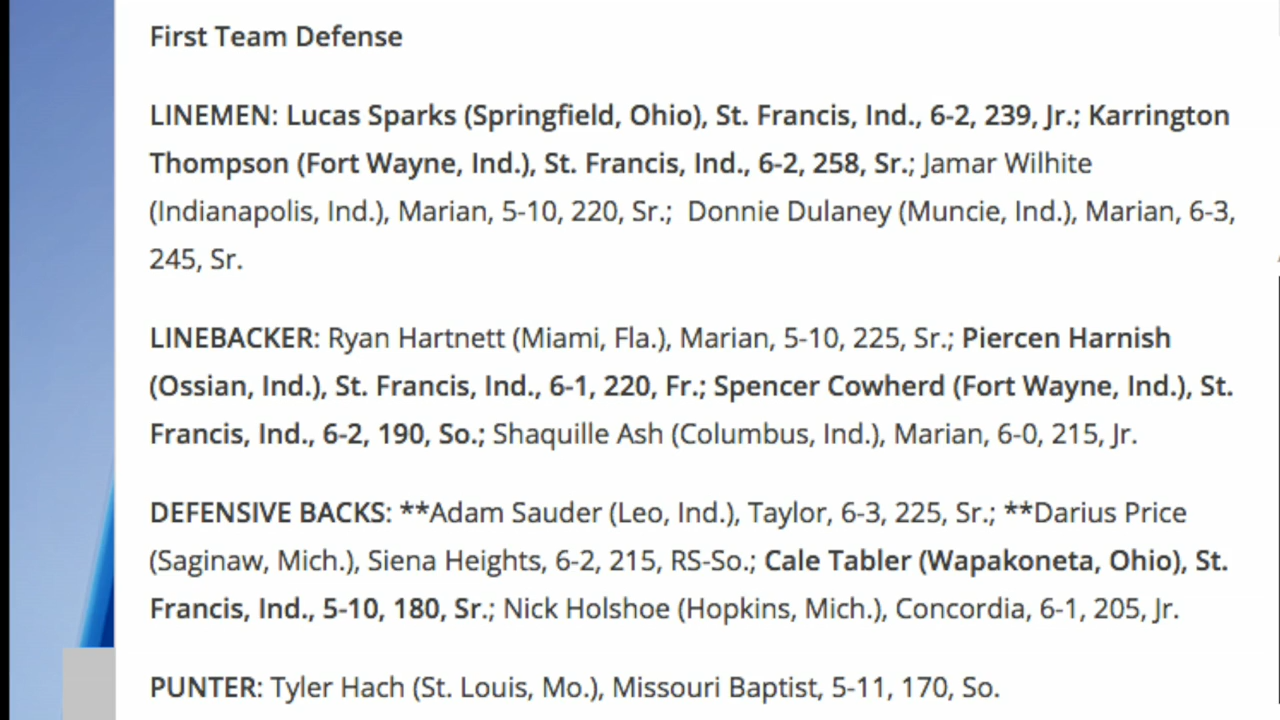 First Team Defense
LINEMEN: Lucas Sparks (Springfield, Ohio), St. Francis, Ind., 6-2, 239, Jr.; Karrington
Thompson (Fort Wayne, Ind.), St. Francis, Ind., 6-2, 258, Sr.; Jamar Wilhite
(Indianapolis, Ind.), Marian, 5-10, 220, Sr.;  Donnie Dulaney (Muncie, Ind.), Marian, 6-3,
245, Sr.
LINEBACKER: Ryan Hartnett (Miami, Fla.), Marian, 5-10, 225, Sr.; Piercen Harnish
(Ossian, Ind.), St. Francis, Ind., 6-1, 220, Fr.; Spencer Cowherd (Fort Wayne, Ind.), St.
Francis, Ind., 6-2, 190, So.; Shaquille Ash (Columbus, Ind.), Marian, 6-0, 215, Jr.
DEFENSIVE BACKS: **Adam Sauder (Leo, Ind.), Taylor, 6-3, 225, Sr.; **Darius Price
(Saginaw, Mich.), Siena Heights, 6-2, 215, RS-So.; Cale Tabler (Wapakoneta, Ohio), St.
Francis, Ind., 5-10, 180, Sr.; Nick Holshoe (Hopkins, Mich.), Concordia, 6-1, 205, Jr.
PUNTER: Tyler Hach (St. Louis, Mo.), Missouri Baptist, 5-11, 170, So.